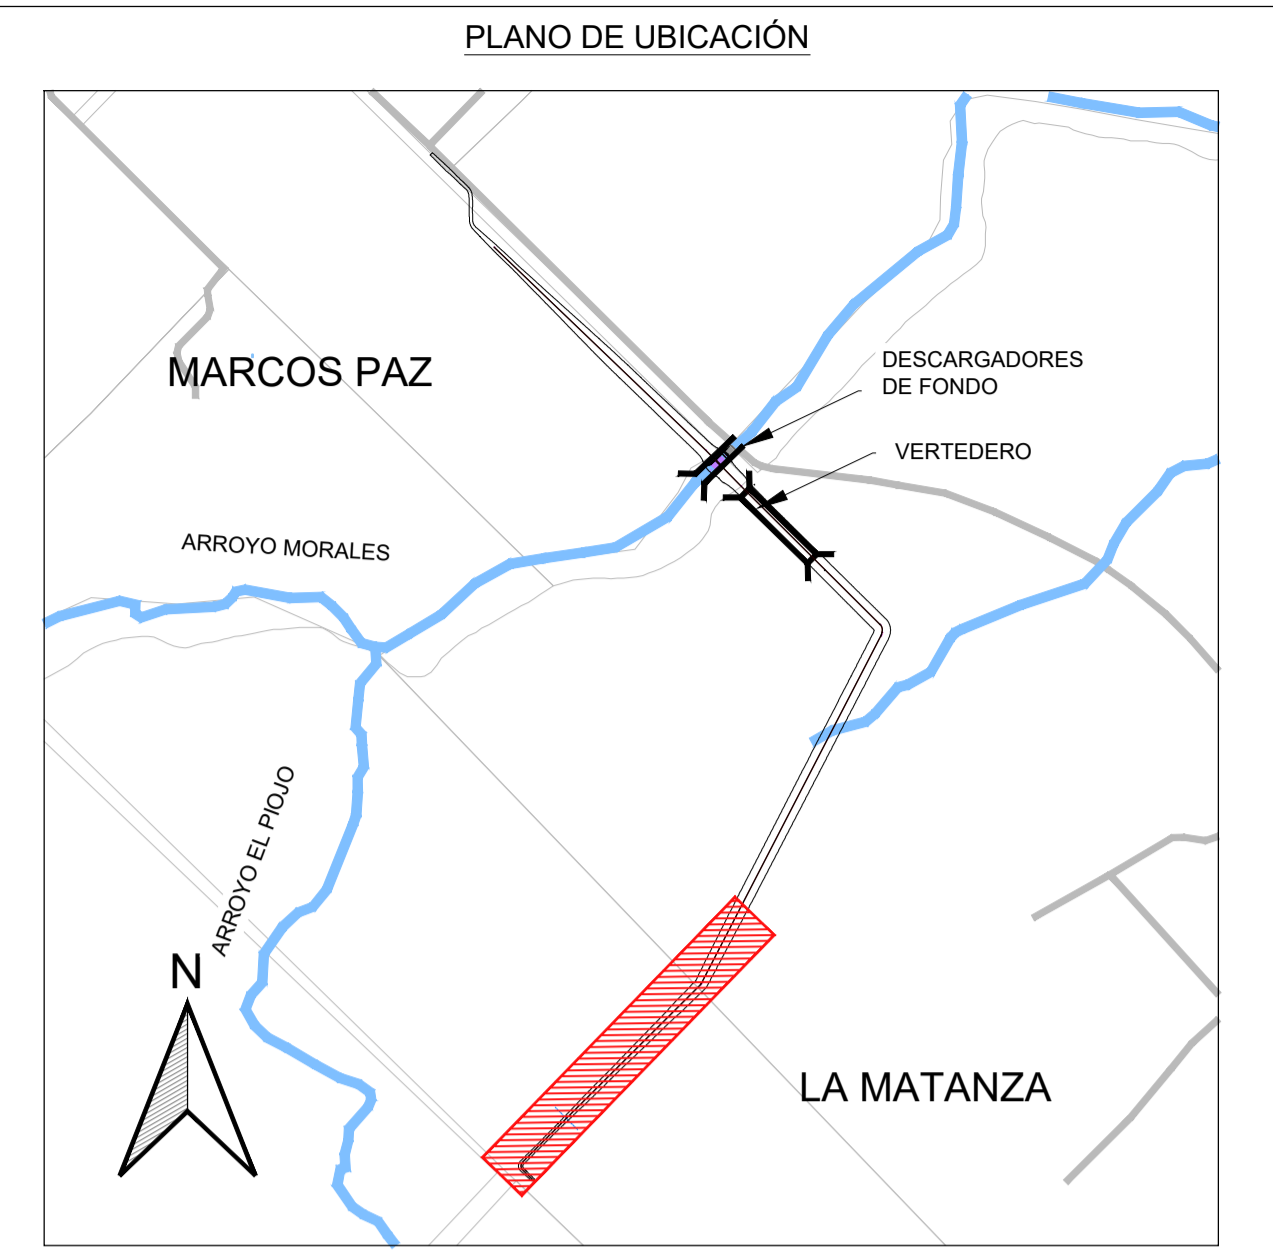 PLANO DE UBICACIÓN
MARCOS PAZ
DESCARGADORES
DE FONDO
VERTEDERO
ARROYO MORALES
ARROYO EL PIOJO
N
LA MATANZA